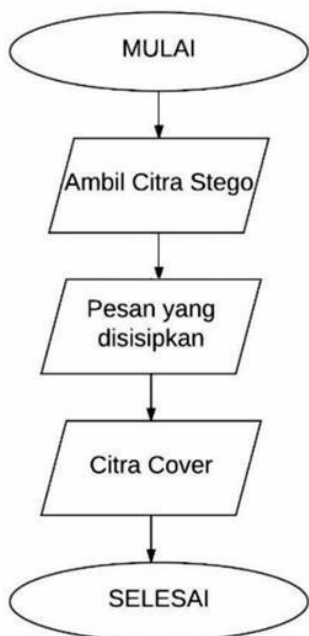 MULAI
Ambil Citra Stego
Pesan yang
disisipkan
Citra Cover
SELESAI